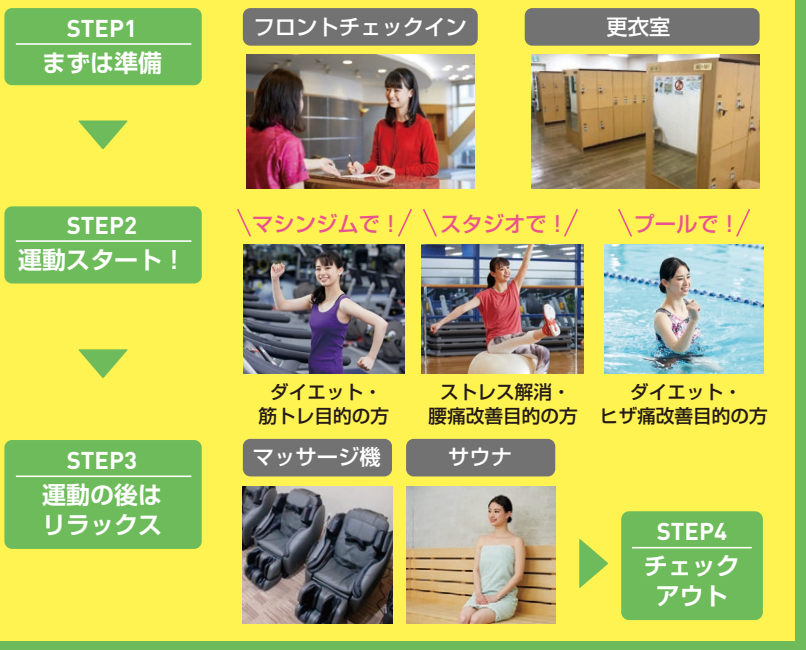 STEP1
まずは準備
フロントチェックイン
更衣室
STEP2
運動スタート！
\マシンジムで！/
\スタジオで！/
\プールで！/
ダイエット・
筋トレ目的の方
ストレス解消・
腰痛改善目的の方
ダイエット・
ヒザ痛改善目的の方
STEP3
運動の後は
リラックス
マッサージ機
サウナ
STEP4
チェック
アウト